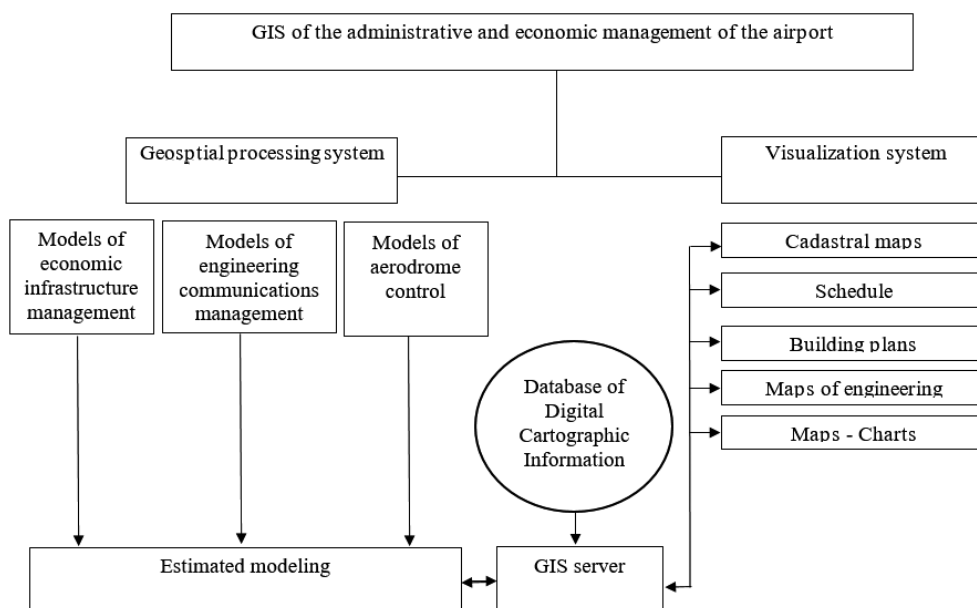 GIS of the administrative and economic management of the airport
Geosptial processing system
Visualization system
Models of
economic
infrastructure
management
Models of
engineering
communications
management
Models of
aerodrome
control
Cadastral maps
Schedule
Building plans
Maps of engineering
Maps - Charts
Database of
Digital
Cartographic
Information
Estimated modeling
GIS server